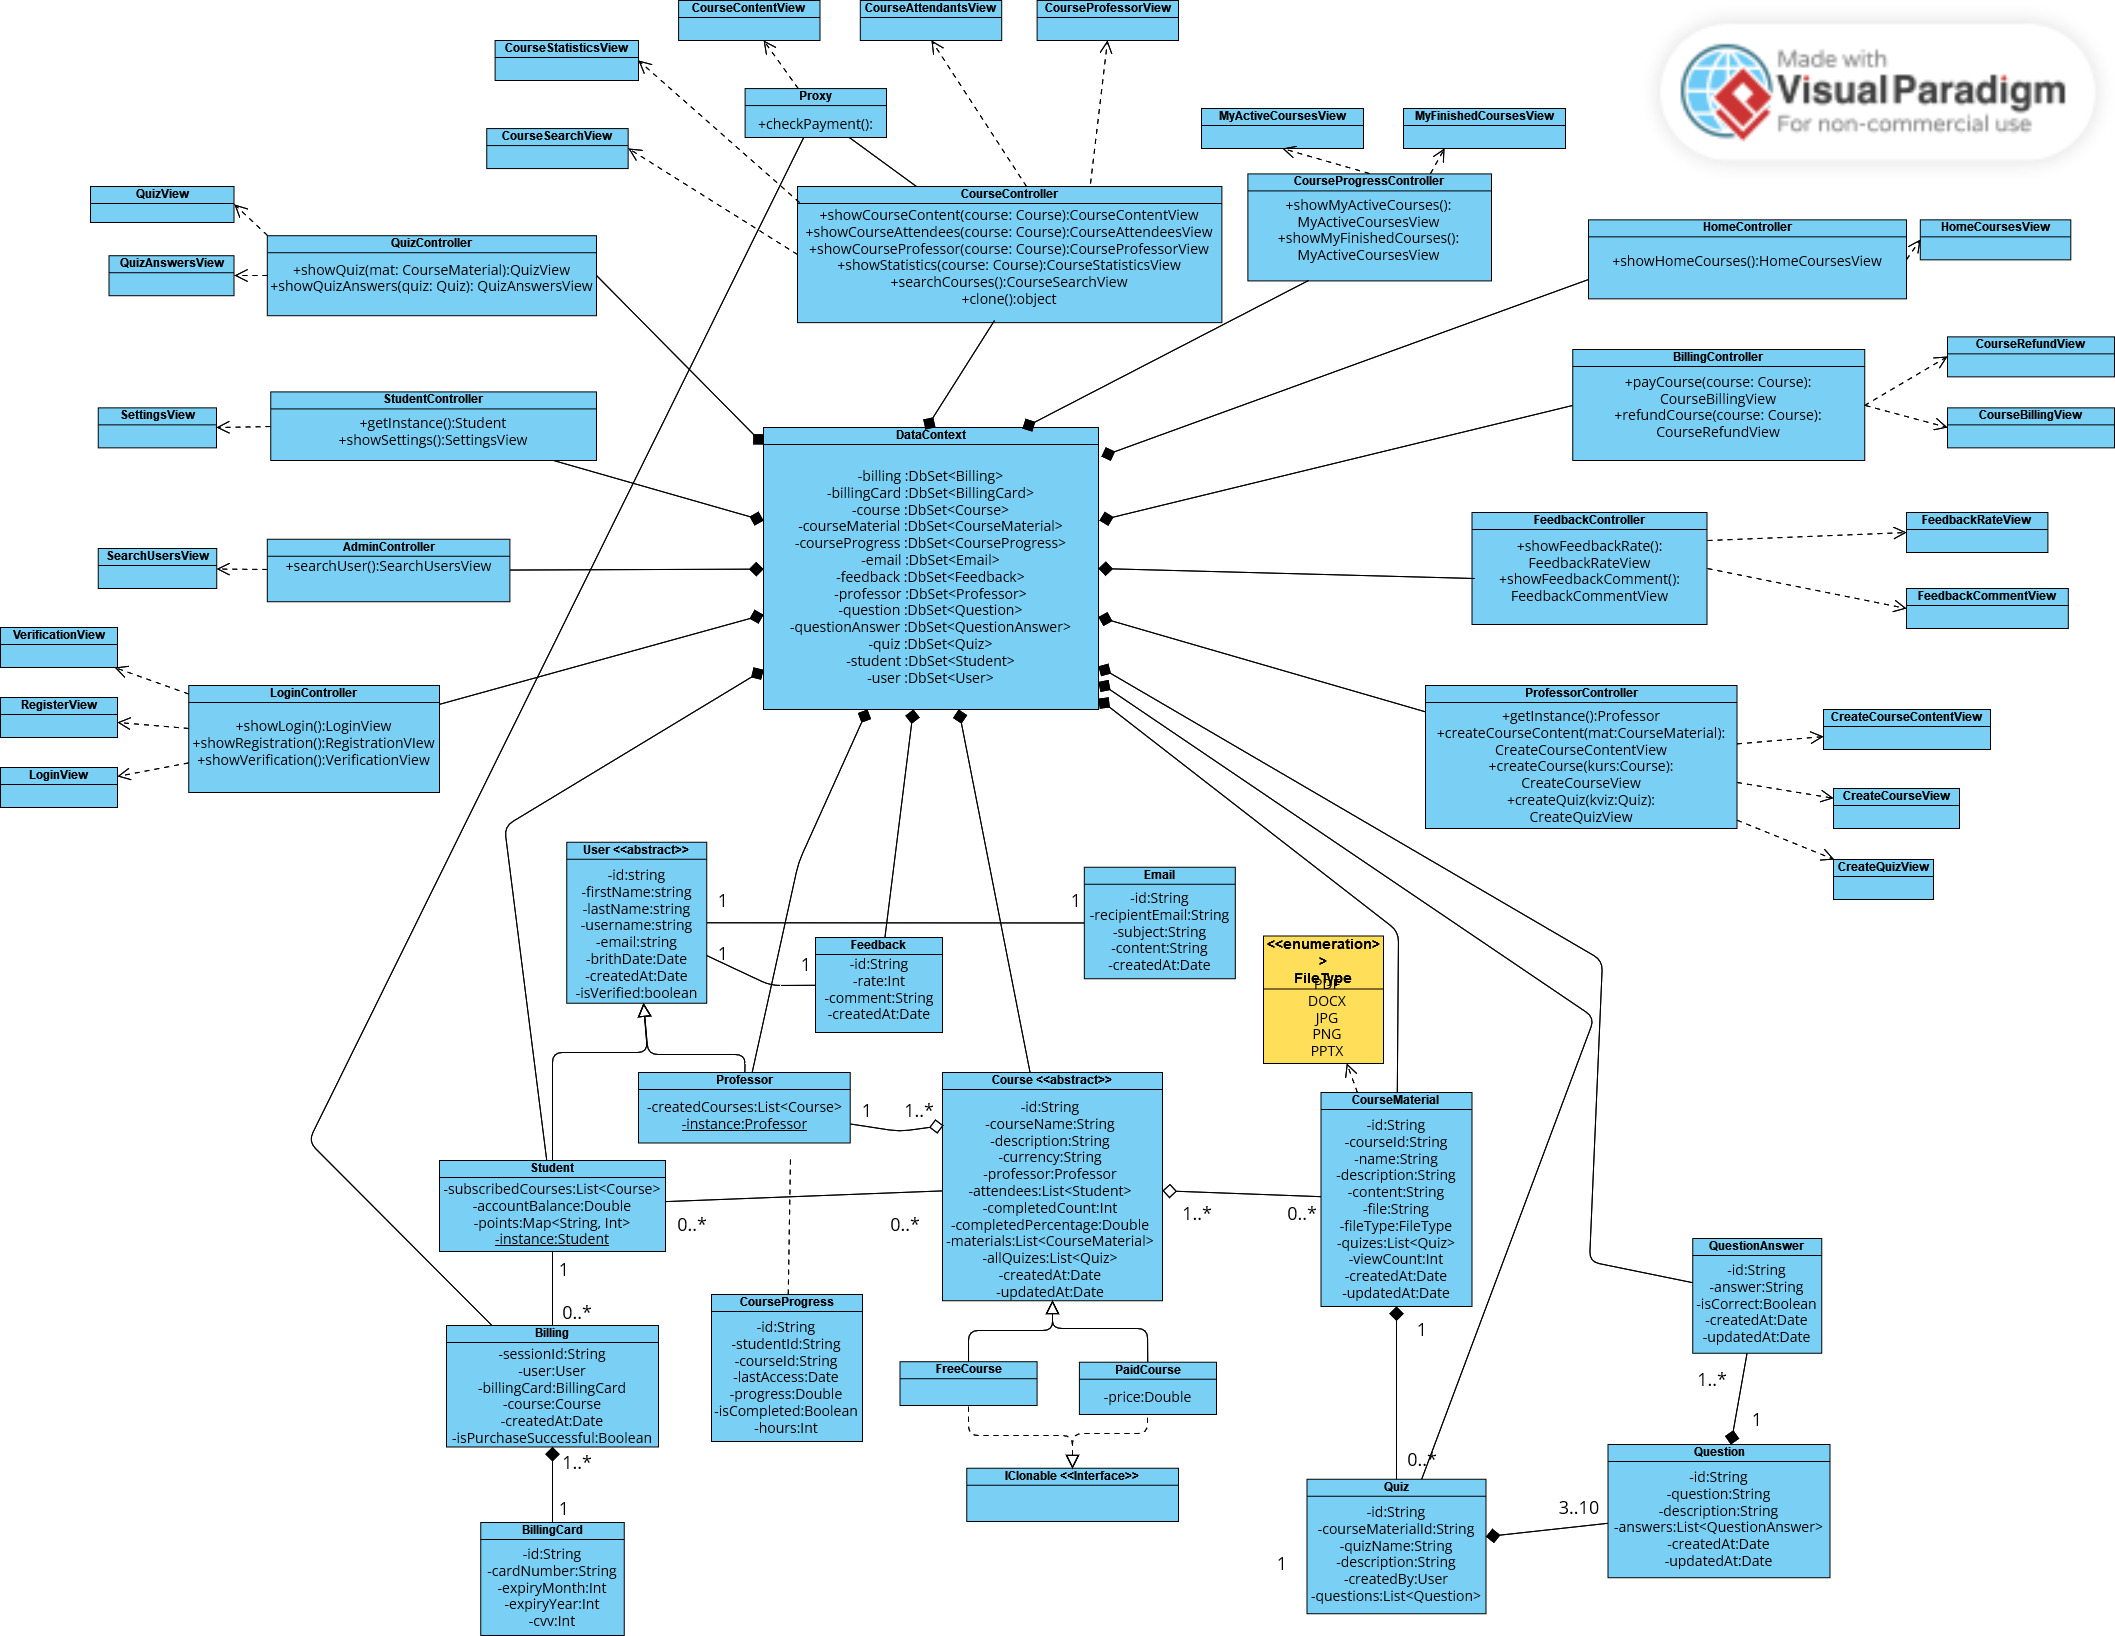 CourseContentView
CourseAttendantsView
CourseProfessorView
CourseStatisticsView
Made with
Visual Paradigm
For non-commercial use
Proxy
+checkPayment():
CourseSearchView
MyActiveCoursesView
MyFinishedCoursesView
QuizView
CourseController
+showCourseContent(course: Course):CourseContentView
+showCourseAttendees(course: Course):CourseAttendeesView
+showCourseProfessor(course: Course):CourseProfessorView
+showStatistics(course: Course):CourseStatisticsView
+searchCourses():CourseSearchView
+clone():object
CourseProgressController
+showMyActiveCourses():
MyActiveCoursesView
+showMyFinishedCourses():
MyActiveCoursesView
HomeController
+showHomeCourses():HomeCoursesView
HomeCoursesView
QuizController
+showQuiz(mat: CourseMaterial):QuizView
+showQuizAnswers(quiz: Quiz): QuizAnswersView
QuizAnswersView
BillingController
+payCourse(course: Course):
CourseBillingView
+refundCourse(course: Course):
CourseRefundView
CourseRefundView
CourseBillingView
StudentController
+getInstance():Student
+showSettings():SettingsView
SettingsView
DataContext
-billing :DbSet<Billing>
-billingCard :DbSet<BillingCard>
-course :DbSet<Course>
-courseMaterial :DbSet<CourseMaterial>
-courseProgress :DbSet<CourseProgress>
-email :DbSet<Email>
-feedback :DbSet<Feedback>
-professor :DbSet<Professor>
-question :DbSet<Question>
-questionAnswer :DbSet<QuestionAnswer>
-quiz :DbSet<Quiz>
-student :DbSet<Student>
-user :DbSet<User>
FeedbackController
+showFeedbackRate():
FeedbackRateView
+showFeedbackComment():
FeedbackCommentView
FeedbackRateView
FeedbackCommentView
SearchUsersView
AdminController
+searchUser():SearchUsersView
VerificationView
RegisterView
LoginView
LoginController
+showLogin():LoginView
+showRegistration():RegistrationVIew
+showVerification():VerificationView
ProfessorController
+getInstance():Professor
+createCourseContent(mat:CourseMaterial):
CreateCourseContentView
+createCourse(kurs:Course):
CreateCourseView
+createQuiz(kviz:Quiz):
CreateQuizView
CreateCourseContentView
CreateCourseView
CreateQuizView
User <<abstract>>
-id:string
-firstName:string
-lastName:string
-username:string
-email:string
-brithDate:Date
-createdAt:Date
-isVerified:boolean
1
1
1
1
Email
-id:String
-recipientEmail:String
-subject:String
-content:String
-createdAt:Date
Feedback
-id:String
-rate:Int
-comment:String
-createdAt:Date
<<enumeration>
>
FileType
PDF
DOCX
JPG
PNG
PPTX
Professor
-createdCourses:List<Course>
-instance:Professor
1
1..*
Course <<abstract>>
-id:String
-courseName:String
-description:String
-currency:String
-professor:Professor
-attendees:List<Student>
-completedCount:Int
-completedPercentage:Double
-materials:List<CourseMaterial>
-allQuizes:List<Quiz>
-createdAt:Date
-updatedAt:Date
CourseMaterial
-id:String
-courseId:String
-name:String
-description:String
-content:String
-file:String
-fileType:FileType
-quizes:List<Quiz>
-viewCount:Int
-createdAt:Date
-updatedAt:Date
Student
-subscribedCourses:List<Course>
-accountBalance:Double
-points:Map<String, Int>
-instance:Student
0..*
0..*
1..*
0..*
QuestionAnswer
-id:String
-answer:String
-isCorrect:Boolean
-createdAt:Date
-updatedAt:Date
1
0..*
CourseProgress
-id:String
-studentId:String
-courseId:String
-lastAccess:Date
-progress:Double
-isCompleted:Boolean
-hours:Int
Billing
-sessionId:String
-user:User
-billingCard:BillingCard
-course:Course
-createdAt:Date
-isPurchaseSuccessful:Boolean
1
FreeCourse
PaidCourse
-price:Double
1..*
1
1..*
1
0..*
IClonable <<Interface>>
Question
-id:String
-question:String
-description:String
-answers:List<QuestionAnswer>
-createdAt:Date
-updatedAt:Date
BillingCard
-id:String
-cardNumber:String
-expiryMonth:Int
-expiryYear:Int
-cvv:Int
1
Quiz
-id:String
-courseMaterialId:String
-quizName:String
-description:String
-createdBy:User
-questions:List<Question>
3..10
1